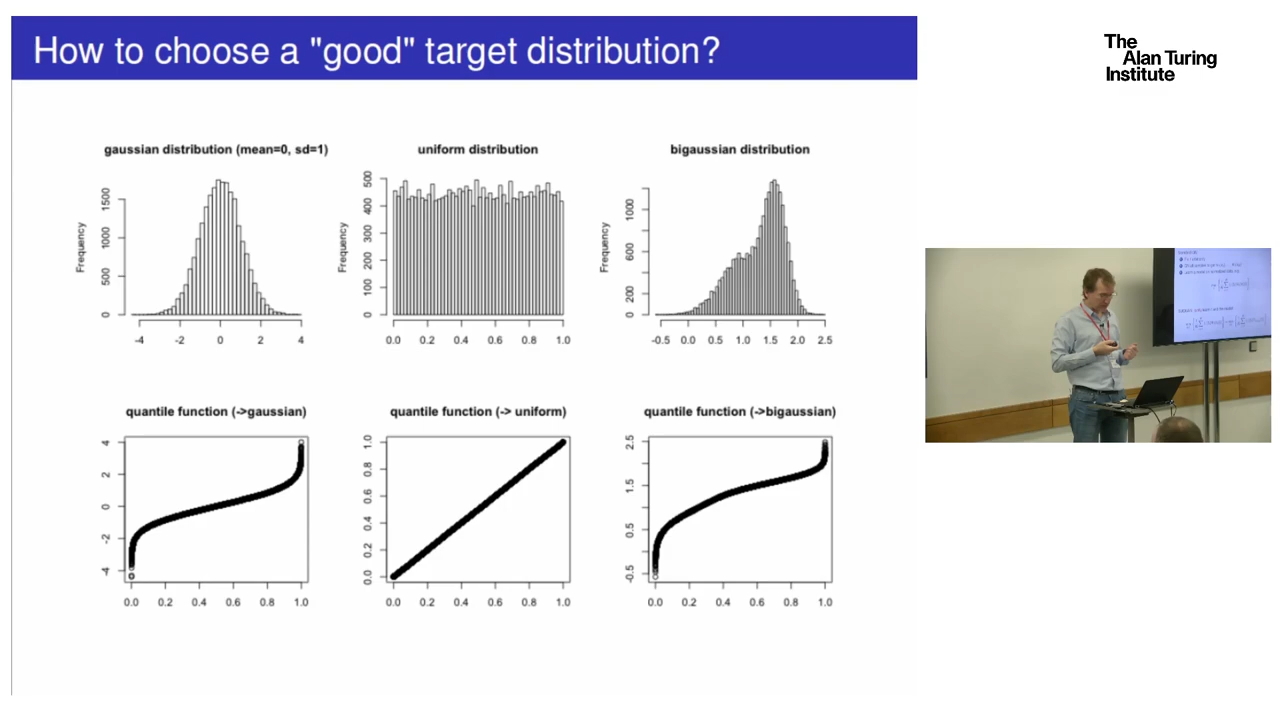 How to choose a "good" target distribution?
The
Alan Turing
Institute
gaussian distribution (mean=0, sd=1)
uniform distribution
bigaussian distribution
Frequency
0 500 1000 1500
-4 -2 0 2 4
Frequency
0 100 200 300 400 500
0.0 0.2 0.4 0.6 0.8 1.0
Frequency
0 200 600 1000
-0.5 0.0 0.5 1.0 1.5 2.0 2.5
quantile function (->gaussian)
quantile function (-> uniform)
quantile function (->bigaussian)
-4 -2 0 2 4
0.0 0.2 0.4 0.6 0.8 1.0
0.0 0.2 0.4 0.6 0.8 1.0
0.0 0.2 0.4 0.6 0.8 1.0
-0.5 0.5 1.5 2.5
0.0 0.2 0.4 0.6 0.8 1.0